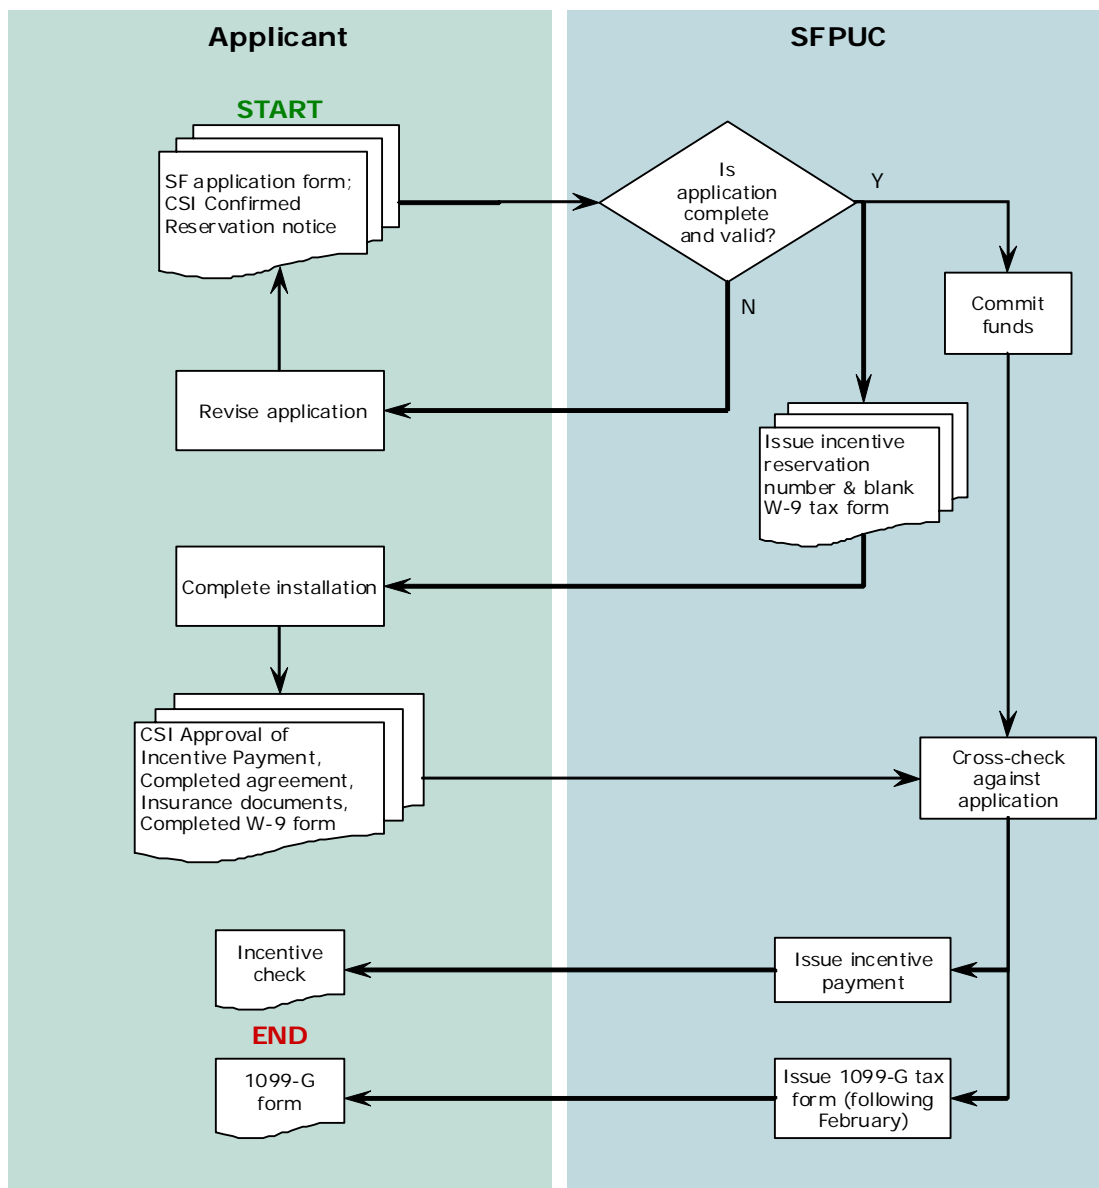 Applicant
SFPUC
START
SF application form;
CSI Confirmed
Reservation notice
Is
application
complete
and valid?
Y
N
Commit
funds
Revise application
Issue incentive
reservation
number & blank
W-9 tax form
Complete installation
CSI Approval of
Incentive Payment,
Completed agreement,
Insurance documents,
Completed W-9 form
Cross-check
against
application
Incentive
check
Issue incentive
payment
END
1099-G
form
Issue 1099-G tax
form (following
February)